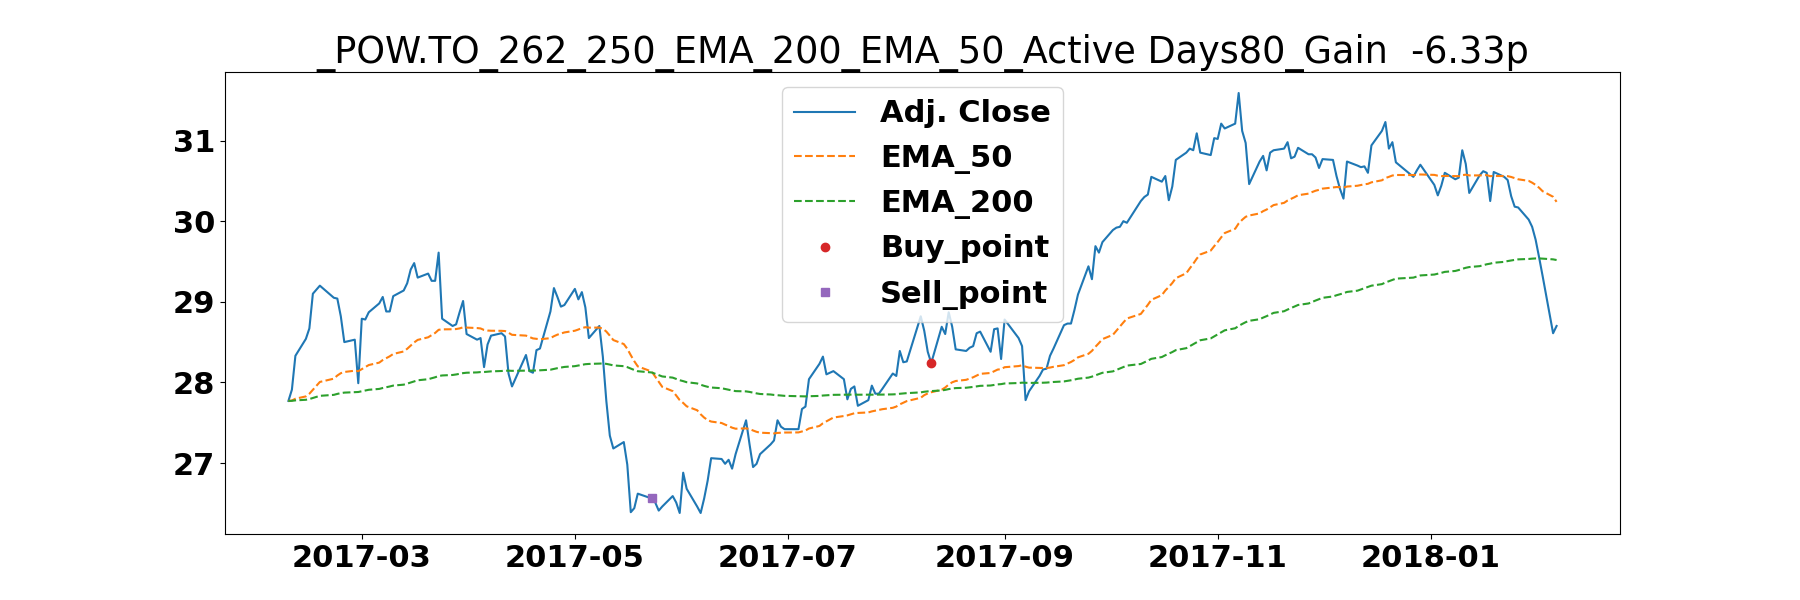 _POW.TO_262_250_EMA_200_EMA_50_Active Days80_Gain  -6.33p
Adj. Close
EMA_50
EMA_200
Buy_point
Sell_point
31
30
29
28
27
2017-03
2017-05
2017-07
2017-09
2017-11
2018-01